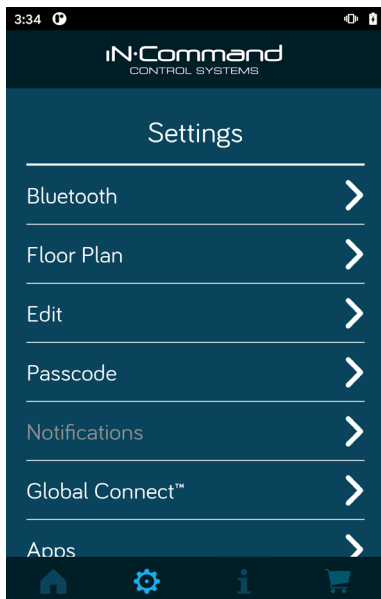 3:34
iN·Command
CONTROL SYSTEMS
Settings
Bluetooth
Floor Plan
Edit
Passcode
Notifications
Global Connect™
Apps